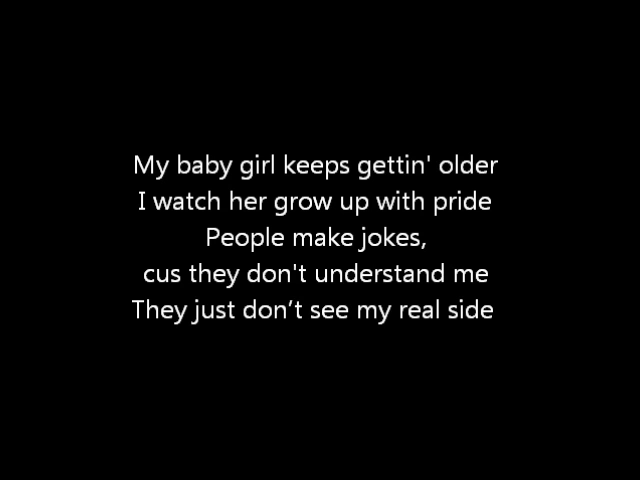 My baby girl keeps gettin' older
I watch her grow up with pride
People make jokes,
cus they don't understand me
They just don’t see my real side